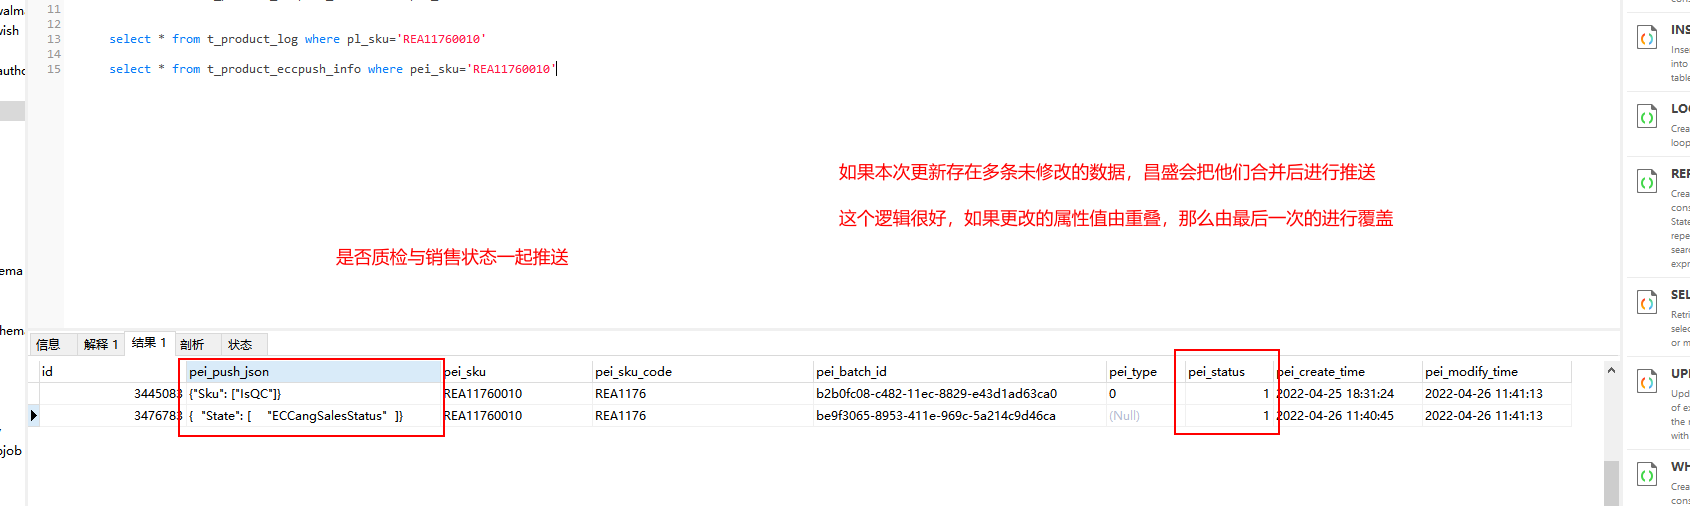 walma
wish
autho
ema
hema
ojob
11
12
13 select * from t_product_log where pl_sku='REA11760010'
14
15 select * from t_product_eccpush_info where pei_sku='REA11760010'
如果本次更新存在多条未修改的数据，昌盛会把他们合并后进行推送
这个逻辑很好，如果更改的属性值由重叠，那么由最后一次的进行覆盖
是否质检与销售状态一起推送
信息 解释 1 结果 1 剖析 状态
id pei_push_json pei_sku pei_sku_code pei_batch_id pei_type pei_status pei_create_time pei_modify_time
3445083 {"Sku": ["IsQC"]} REA11760010 REA1176 b2b0fc08-c482-11ec-8829-e43d1ad63ca0 0 1 2022-04-25 18:31:24 2022-04-26 11:41:13
3476783 { "State": [ "ECCangSalesStatus" ]} REA11760010 REA1176 be9f3065-8953-411e-969c-5a214c9d46ca (Null) 1 2022-04-26 11:40:45 2022-04-26 11:41:13
INS
Inser
into
table
LOO
Crea
loop
REP
Crea
cons
State
repe
searc
expr
SEL
Retri
selec
or m
UPD
Upda
of ex
the r
with
WH
Crea
cons